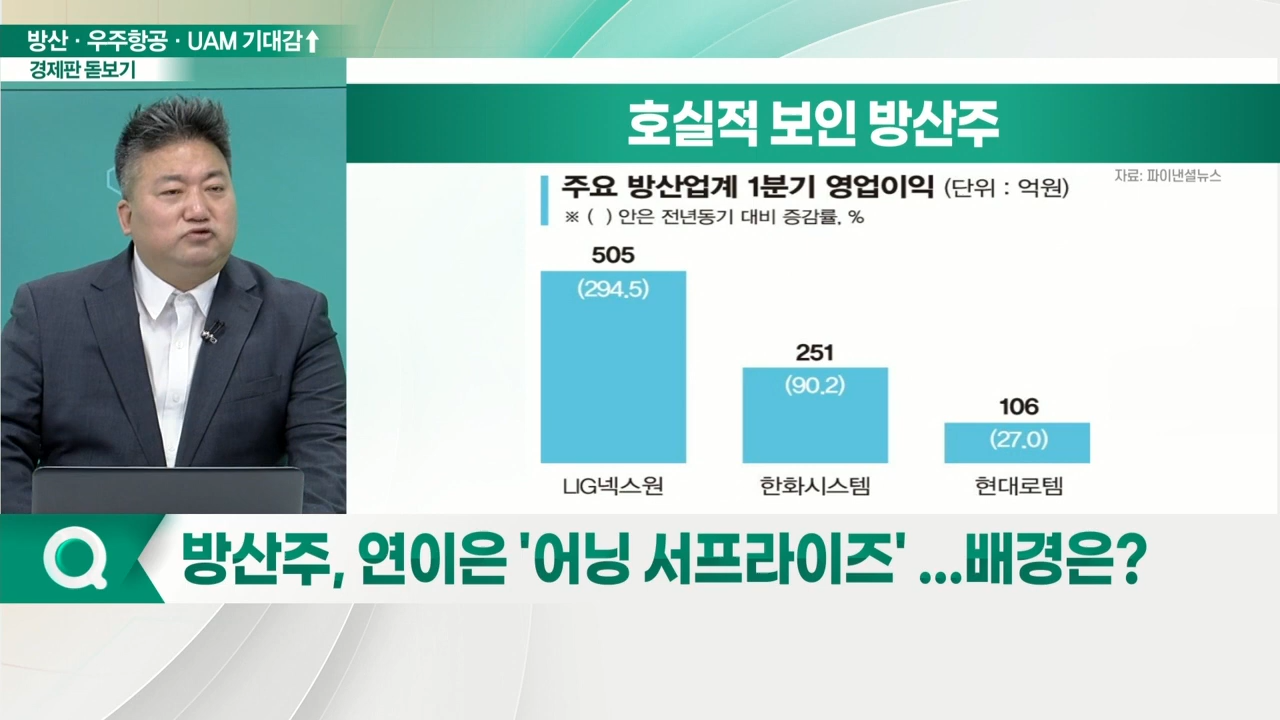 방산 · 우주항공 · UAM 기대감↑
경제판 돋보기
호실적 보인 방산주
자료: 파이낸셜뉴스
주요 방산업계 1분기 영업이익 (단위 : 억원)
※ ( ) 안은 전년동기 대비 증감률, %
505
(294.5)
251
(90.2)
106
(27.0)
LIG넥스원
한화시스템
현대로템
방산주, 연이은 '어닝 서프라이즈' ...배경은?